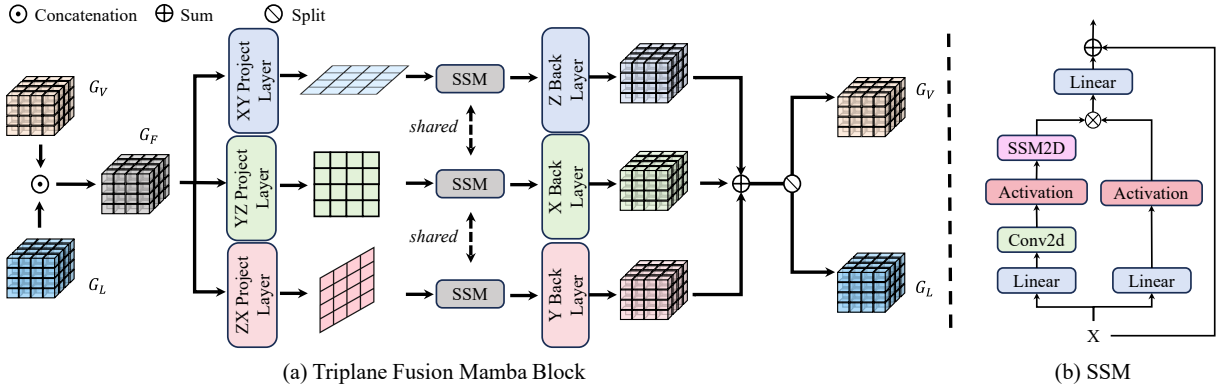 Concatenation Sum Split
G_V
G_F
G_L
XY Project Layer
YZ Project Layer
ZX Project Layer
SSM
shared
SSM
shared
SSM
Z Back Layer
X Back Layer
Y Back Layer
G_V
G_L
(a) Triplane Fusion Mamba Block
Linear
SSM2D
Activation
Activation
Conv2d
Linear
Linear
X
(b) SSM